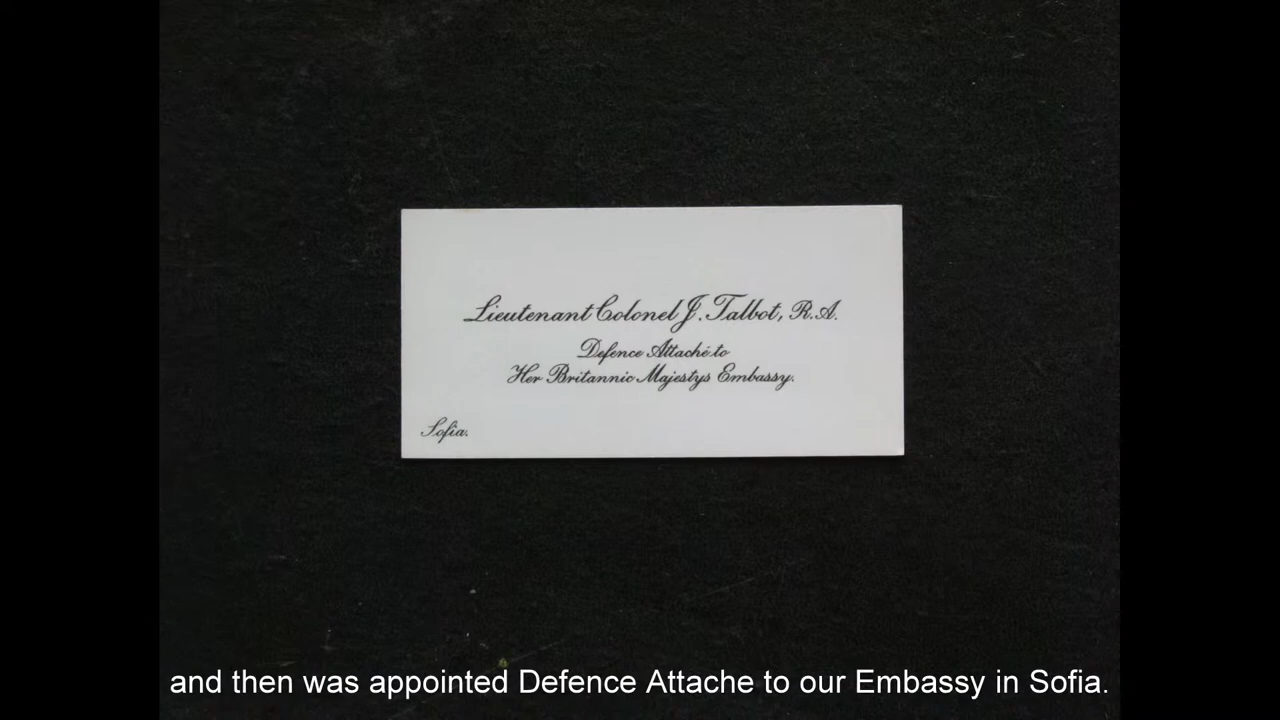 Lieutenant Colonel J. Talbot, R.A.
Defence Attaché to
Her Britannic Majestys Embassy.
Sofia.
and then was appointed Defence Attache to our Embassy in Sofia.